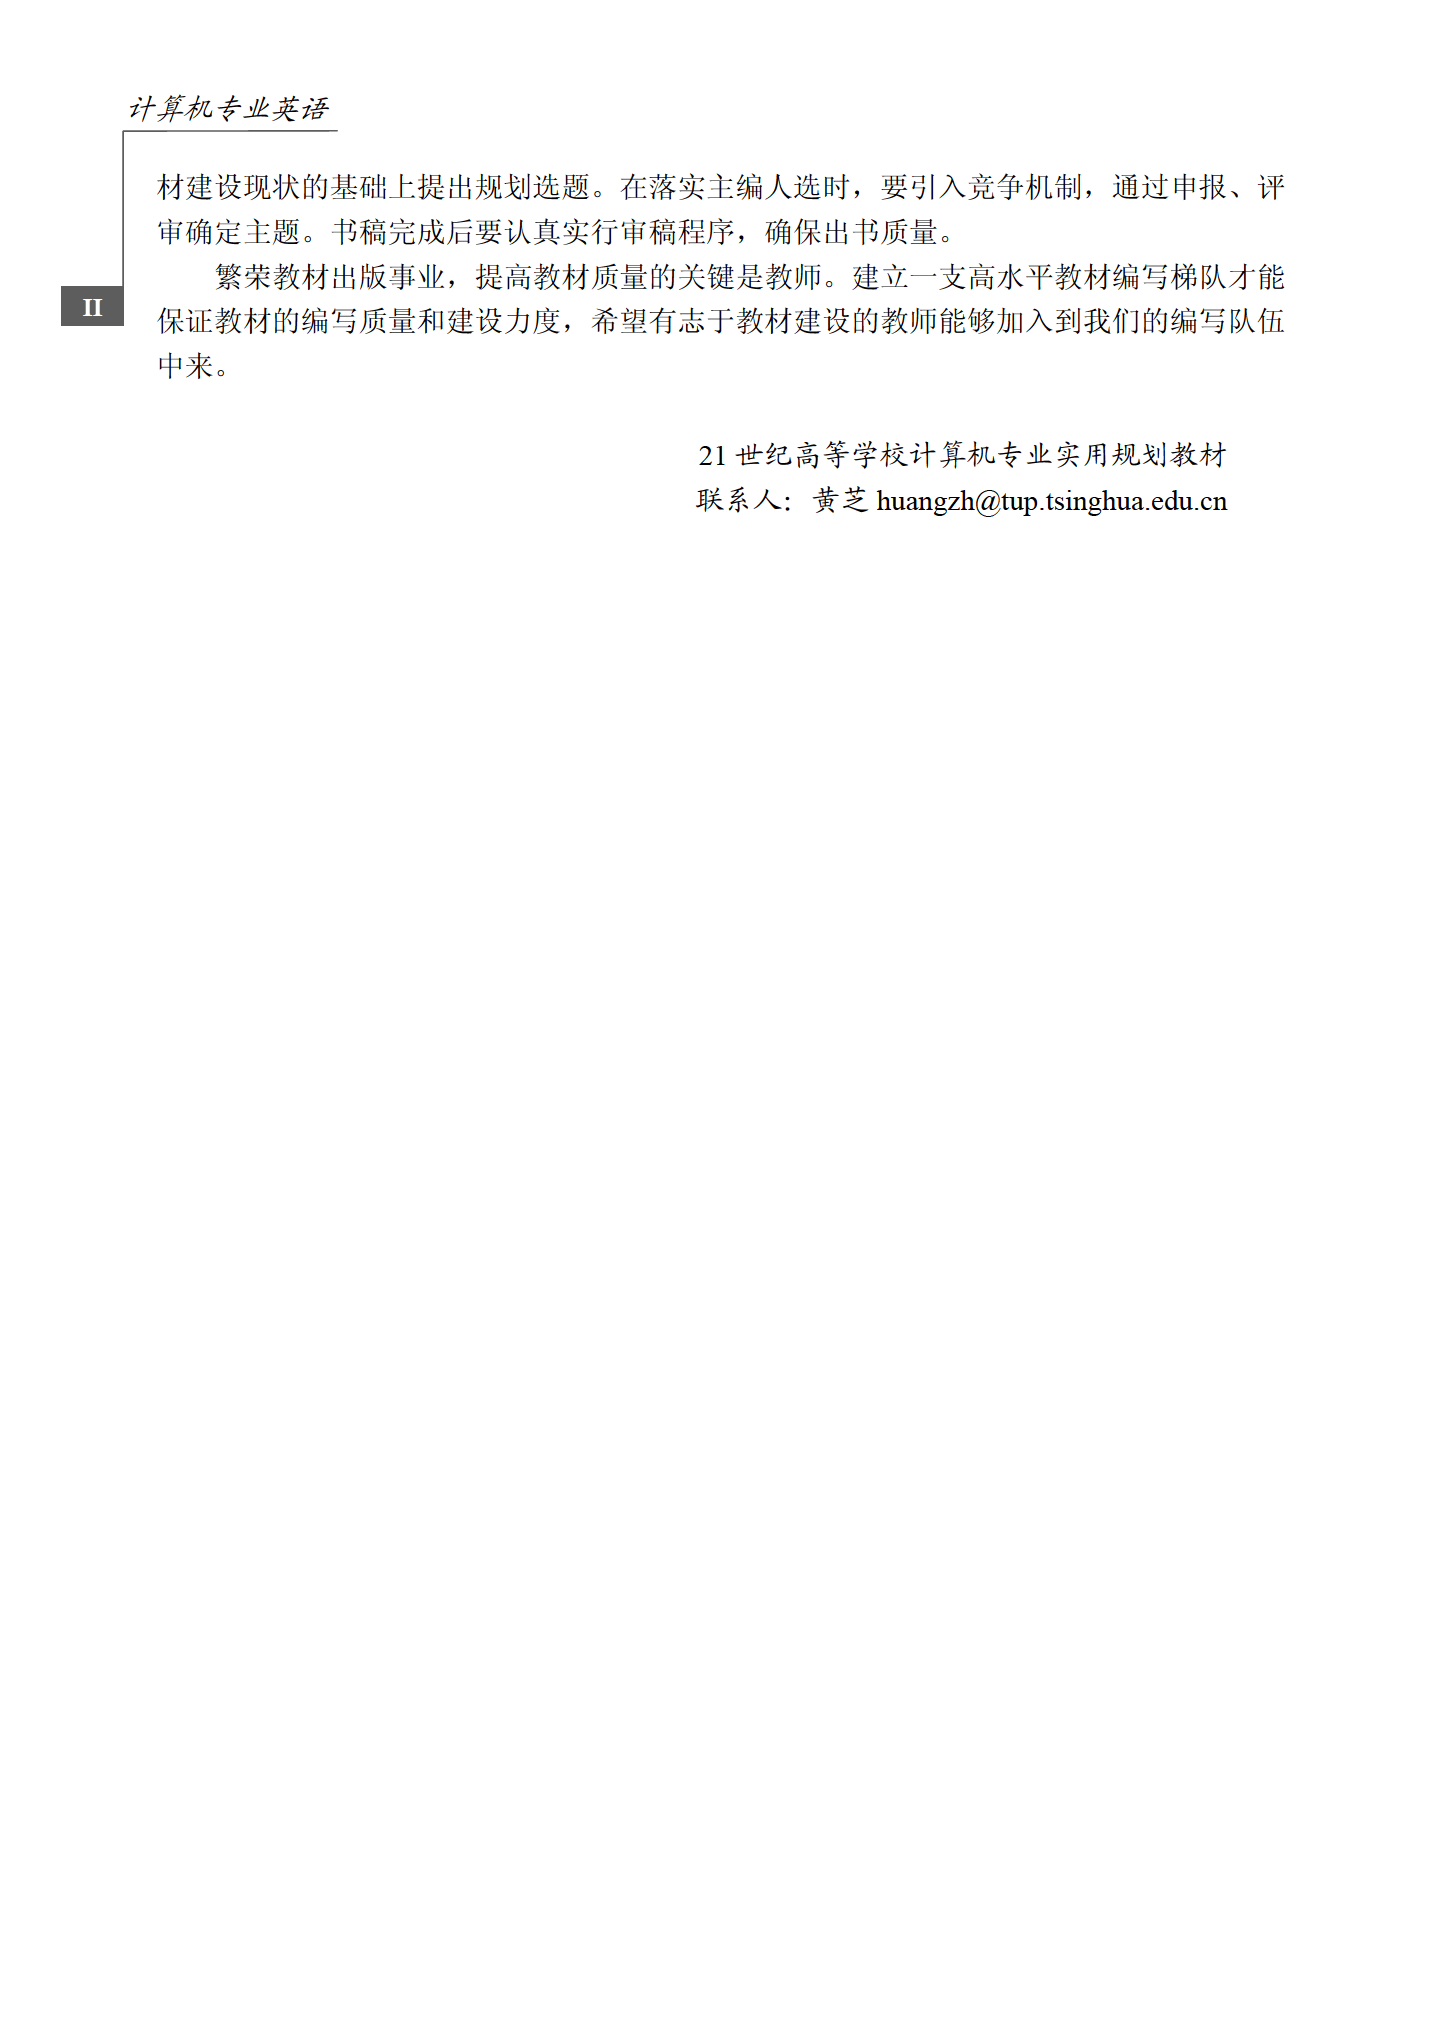 计算机专业英语
材建设现状的基础上提出规划选题。在落实主编人选时，要引入竞争机制，通过申报、评
审确定主题。书稿完成后要认真实行审稿程序，确保出书质量。
繁荣教材出版事业，提高教材质量的关键是教师。建立一支高水平教材编写梯队才能
II
保证教材的编写质量和建设力度，希望有志于教材建设的教师能够加入到我们的编写队伍
中来。
21 世纪高等学校计算机专业实用规划教材
联系人：黄芝 huangzh@tup.tsinghua.edu.cn